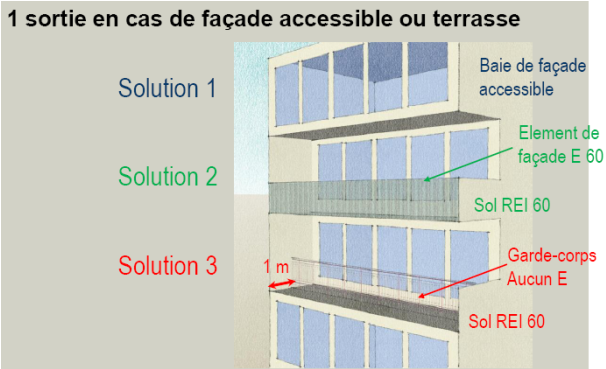 1 sortie en cas de façade accessible ou terrasse
Solution 1
Baie de façade
accessible
Element de
façade E 60
Solution 2
Sol REI 60
Solution 3
1 m
Garde-corps
Aucun E
Sol REI 60